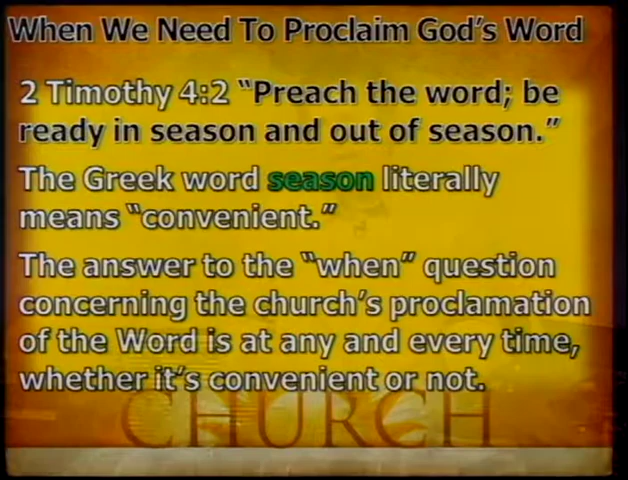 When We Need To Proclaim God's Word
2 Timothy 4:2 “Preach the word; be
ready in season and out of season.”
The Greek word season literally
means “convenient.”
The answer to the “when” question
concerning the church's proclamation
of the Word is at any and every time,
whether it's convenient or not.
CHURCH